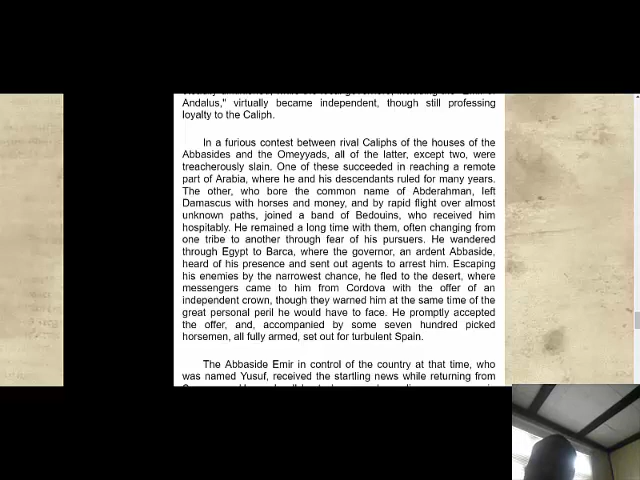 Andalus," virtually became independent, though still professing
loyalty to the Caliph.
In a furious contest between rival Caliphs of the houses of the
Abbasides and the Omeyyads, all of the latter, except two, were
treacherously slain. One of these succeeded in reaching a remote
part of Arabia, where he and his descendants ruled for many years.
The other, who bore the common name of Abderahman, left
Damascus with horses and money, and by rapid flight over almost
unknown paths, joined a band of Bedouins, who received him
hospitably. He remained a long time with them, often changing from
one tribe to another through fear of his pursuers. He wandered
through Egypt to Barca, where the governor, an ardent Abbaside,
heard of his presence and sent out agents to arrest him. Escaping
his enemies by the narrowest chance, he fled to the desert, where
messengers came to him from Cordova with the offer of an
independent crown, though they warned him at the same time of the
great personal peril he would have to face. He promptly accepted
the offer, and, accompanied by some seven hundred picked
horsemen, all fully armed, set out for turbulent Spain.
The Abbaside Emir in control of the country at that time, who
was named Yusuf, received the startling news while returning from